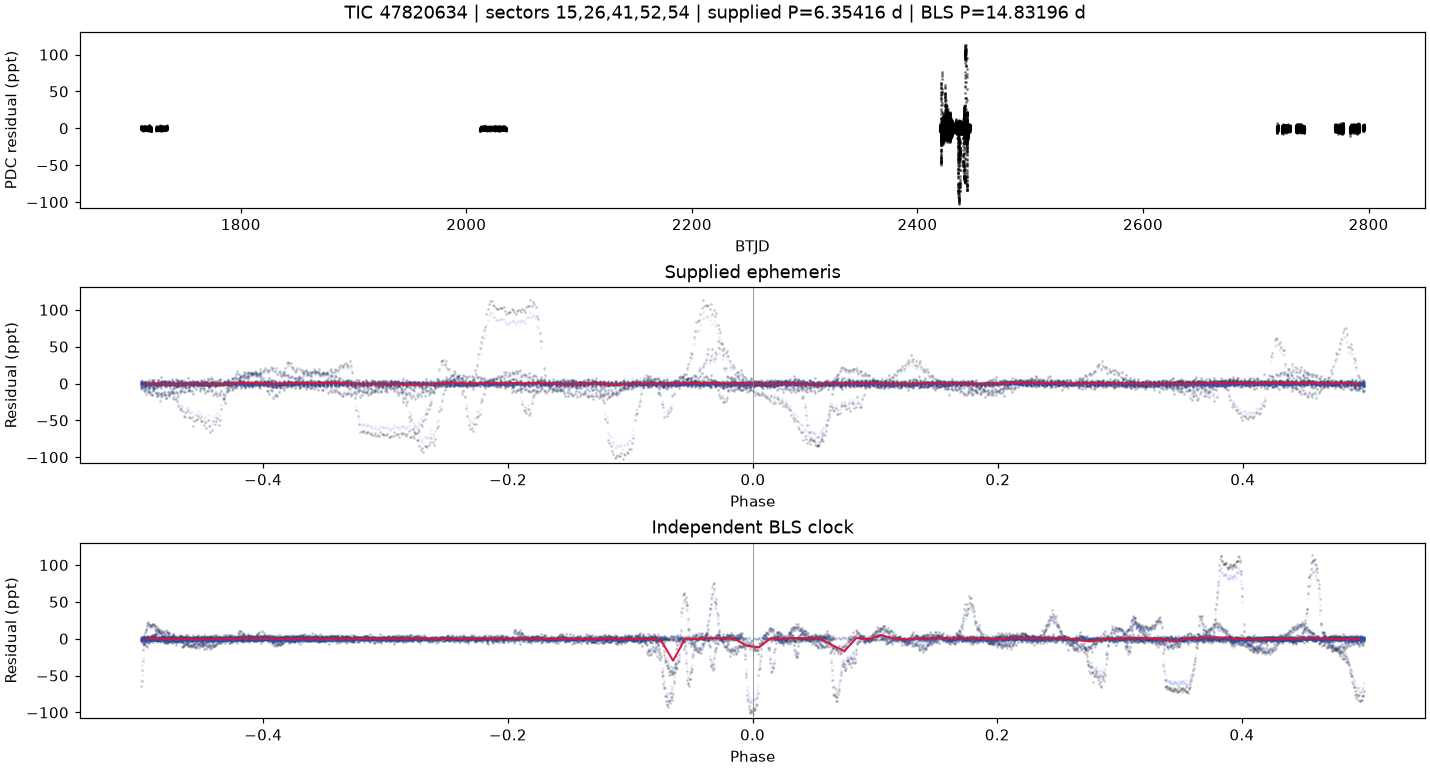 TIC 47820634 | sectors 15,26,41,52,54 | supplied P=6.35416 d | BLS P=14.83196 d
PDC residual (ppt)
100
50
0
−50
−100
1800 2000 2200 2400 2600 2800
BTJD
Supplied ephemeris
Residual (ppt)
100
50
0
−50
−100
−0.4 −0.2 0.0 0.2 0.4
Phase
Independent BLS clock
Residual (ppt)
100
50
0
−50
−100
−0.4 −0.2 0.0 0.2 0.4
Phase